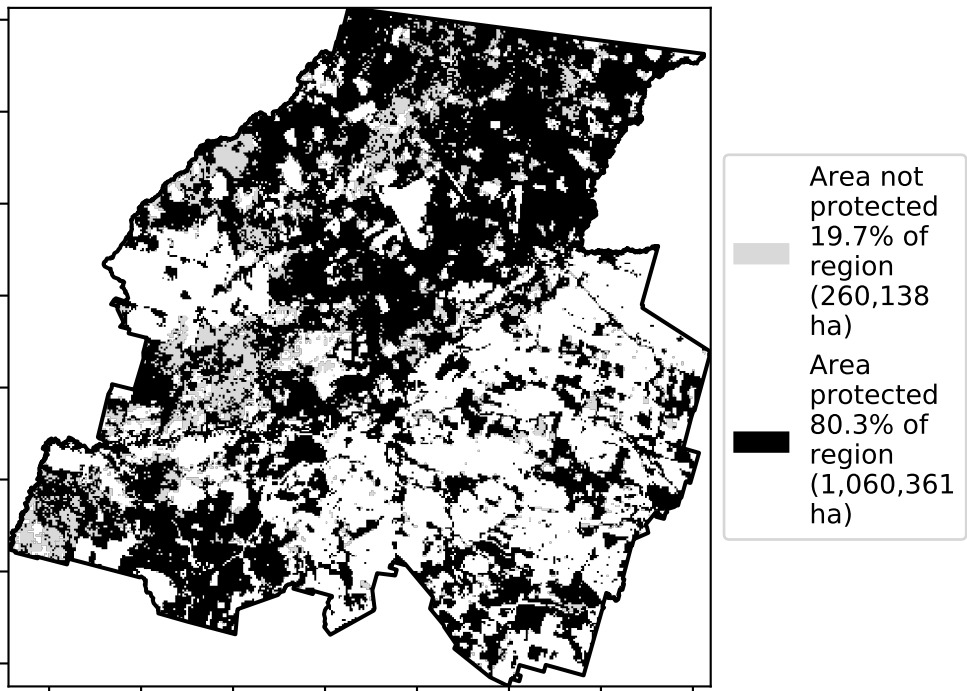 Area not
protected
19.7% of
region
(260,138
ha)
Area
protected
80.3% of
region
(1,060,361
ha)